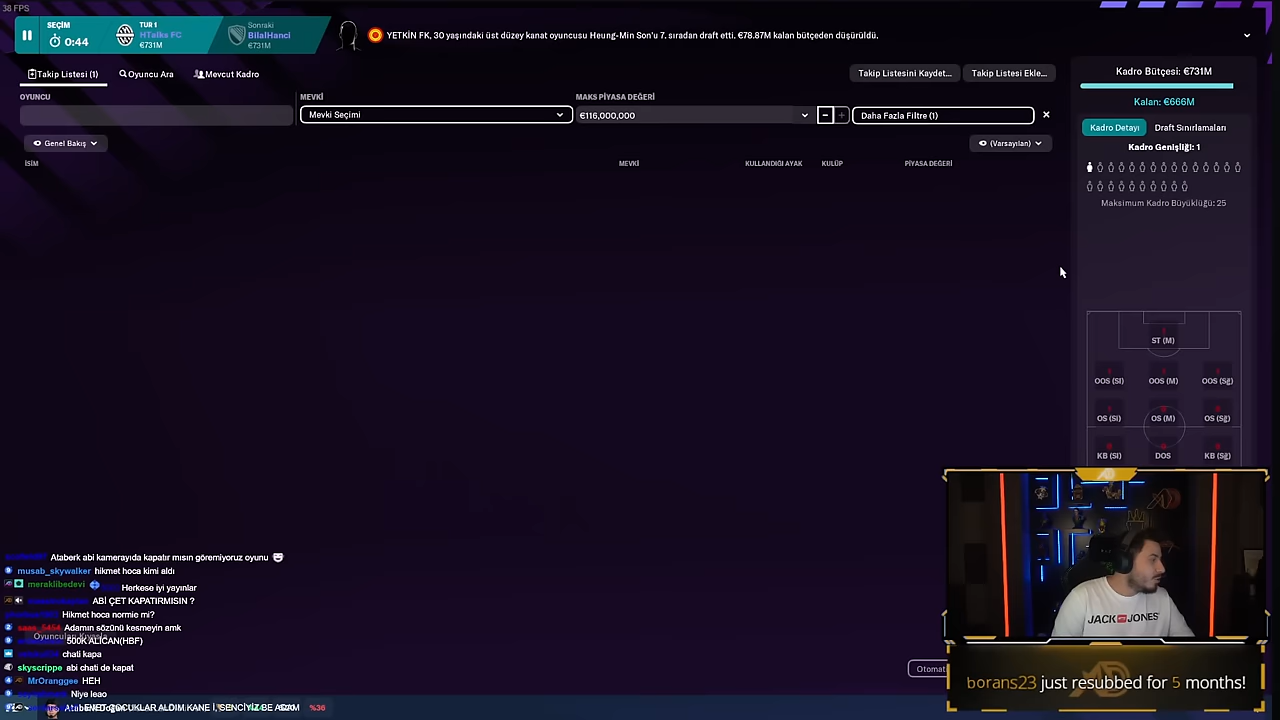 38 FPS
SEÇİM
0:44
TUR 1
HTalks FC
€731M
Sonraki
BilalHanci
€731M
YETKİN FK, 30 yaşındaki üst düzey kanat oyuncusu Heung-Min Son'u 7. sıradan draft etti. €78.87M kalan bütçeden düşürüldü.
Takip Listesi (1)
Oyuncu Ara
Mevcut Kadro
Takip Listesini Kaydet...
Takip Listesi Ekle...
OYUNCU
MEVKİ
MAKS PİYASA DEĞERİ
Mevki Seçimi
€116,000,000
Daha Fazla Filtre (1)
Genel Bakış
(Varsayılan)
İSİM
MEVKİ
KULLANDIĞI AYAK
KULÜP
PİYASA DEĞERİ
Kadro Bütçesi: €731M
Kalan: €666M
Kadro Detayı
Draft Sınırlamaları
Kadro Genişliği: 1
Maksimum Kadro Büyüklüğü: 25
ST (M)
OOS (Sl)
OOS (M)
OOS (Sğ)
OS (Sl)
OS (M)
OS (Sğ)
KB (Sl)
DOS
KB (Sğ)
Ataberk abi kamerayıda kapatır mısın göremiyoruz oyunu
musab_skywalker hikmet hoca kimi aldı
meraklibedevi
Herkese iyi yayınlar
ABİ ÇET KAPATIRMISIN ?
Hikmet hoca normie mi?
saas_5454 Adamın sözünü kesmeyin amk
Oyuncuları Kıyasla
500K ALICAN(HBF)
chati kapa
skyscrippe abi chati de kapat
MrOranggee HEH
Niye leao
%36
Otomat
JACK JONES
borans23 just resubbed for 5 months!